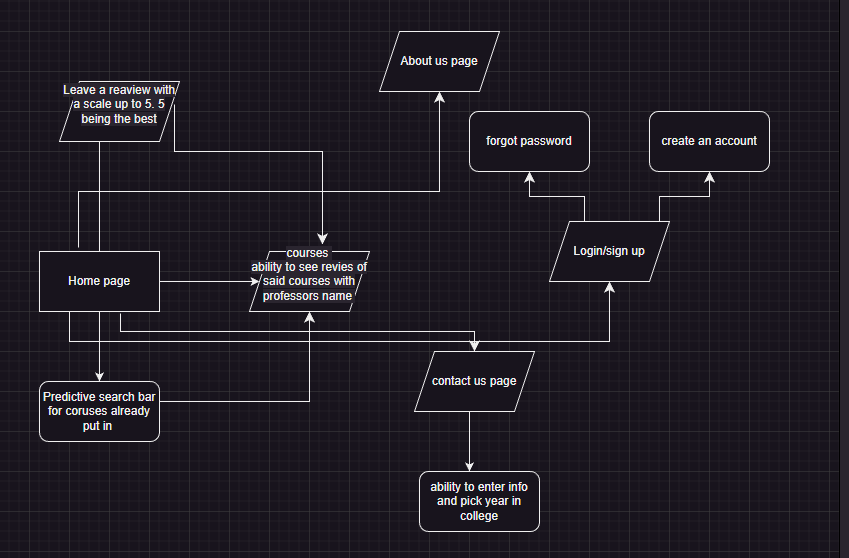 About us page
Leave a reaview with
a scale up to 5. 5
being the best
forgot password
create an account
courses
ability to see revies of
said courses with
professors name
Login/sign up
Home page
contact us page
Predictive search bar
for coruses already
put in
ability to enter info
and pick year in
college